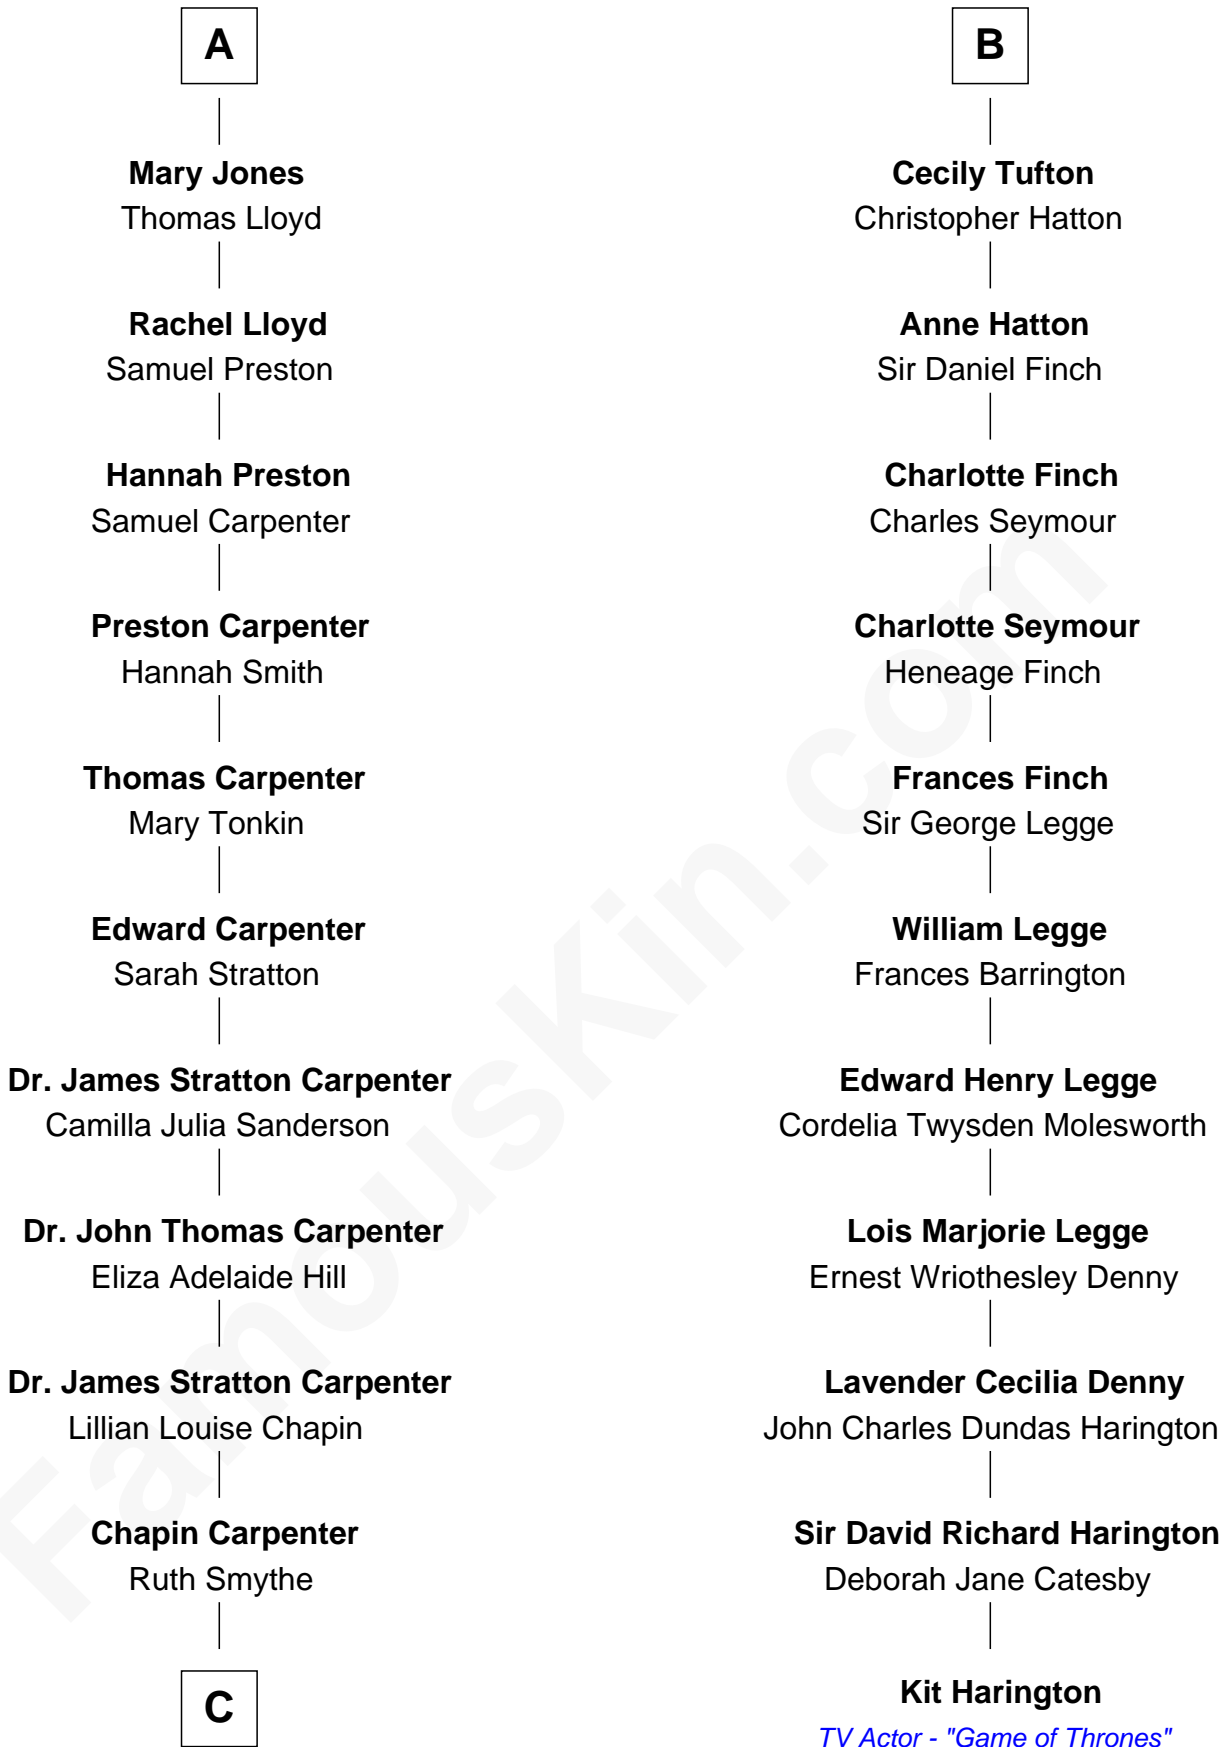 A
Mary Jones
Thomas Lloyd
Rachel Lloyd
Samuel Preston
Hannah Preston
Samuel Carpenter
Preston Carpenter
Hannah Smith
Thomas Carpenter
Mary Tonkin
Edward Carpenter
Sarah Stratton
Dr. James Stratton Carpenter
Camilla Julia Sanderson
Dr. John Thomas Carpenter
Eliza Adelaide Hill
Dr. James Stratton Carpenter
Lillian Louise Chapin
Chapin Carpenter
Ruth Smythe
C
B
Cecily Tufton
Christopher Hatton
Anne Hatton
Sir Daniel Finch
Charlotte Finch
Charles Seymour
Charlotte Seymour
Heneage Finch
Frances Finch
Sir George Legge
William Legge
Frances Barrington
Edward Henry Legge
Cordelia Twysden Molesworth
Lois Marjorie Legge
Ernest Wriothesley Denny
Lavender Cecilia Denny
John Charles Dundas Harington
Sir David Richard Harington
Deborah Jane Catesby
Kit Harington
TV Actor - "Game of Thrones"
FamousKin.com